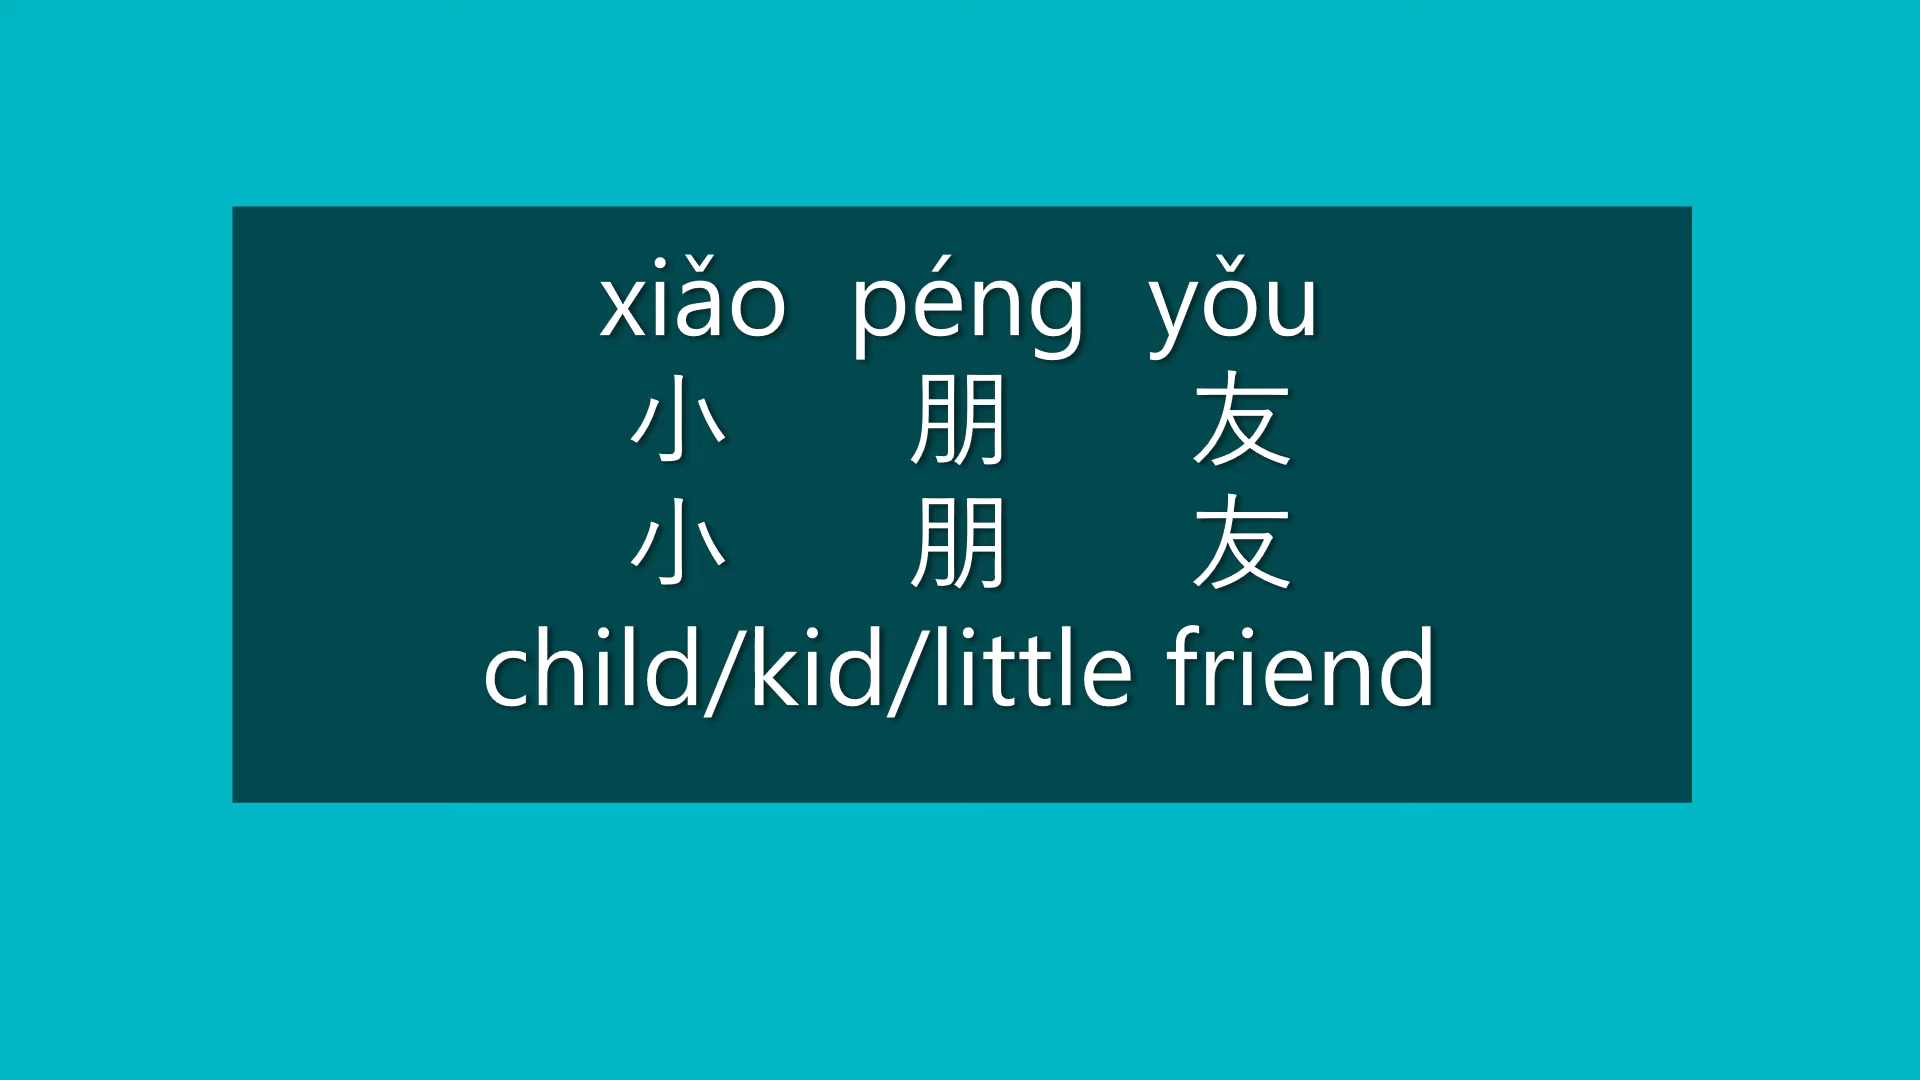 xiǎo péng yǒu
小 朋 友
小 朋 友
child/kid/little friend